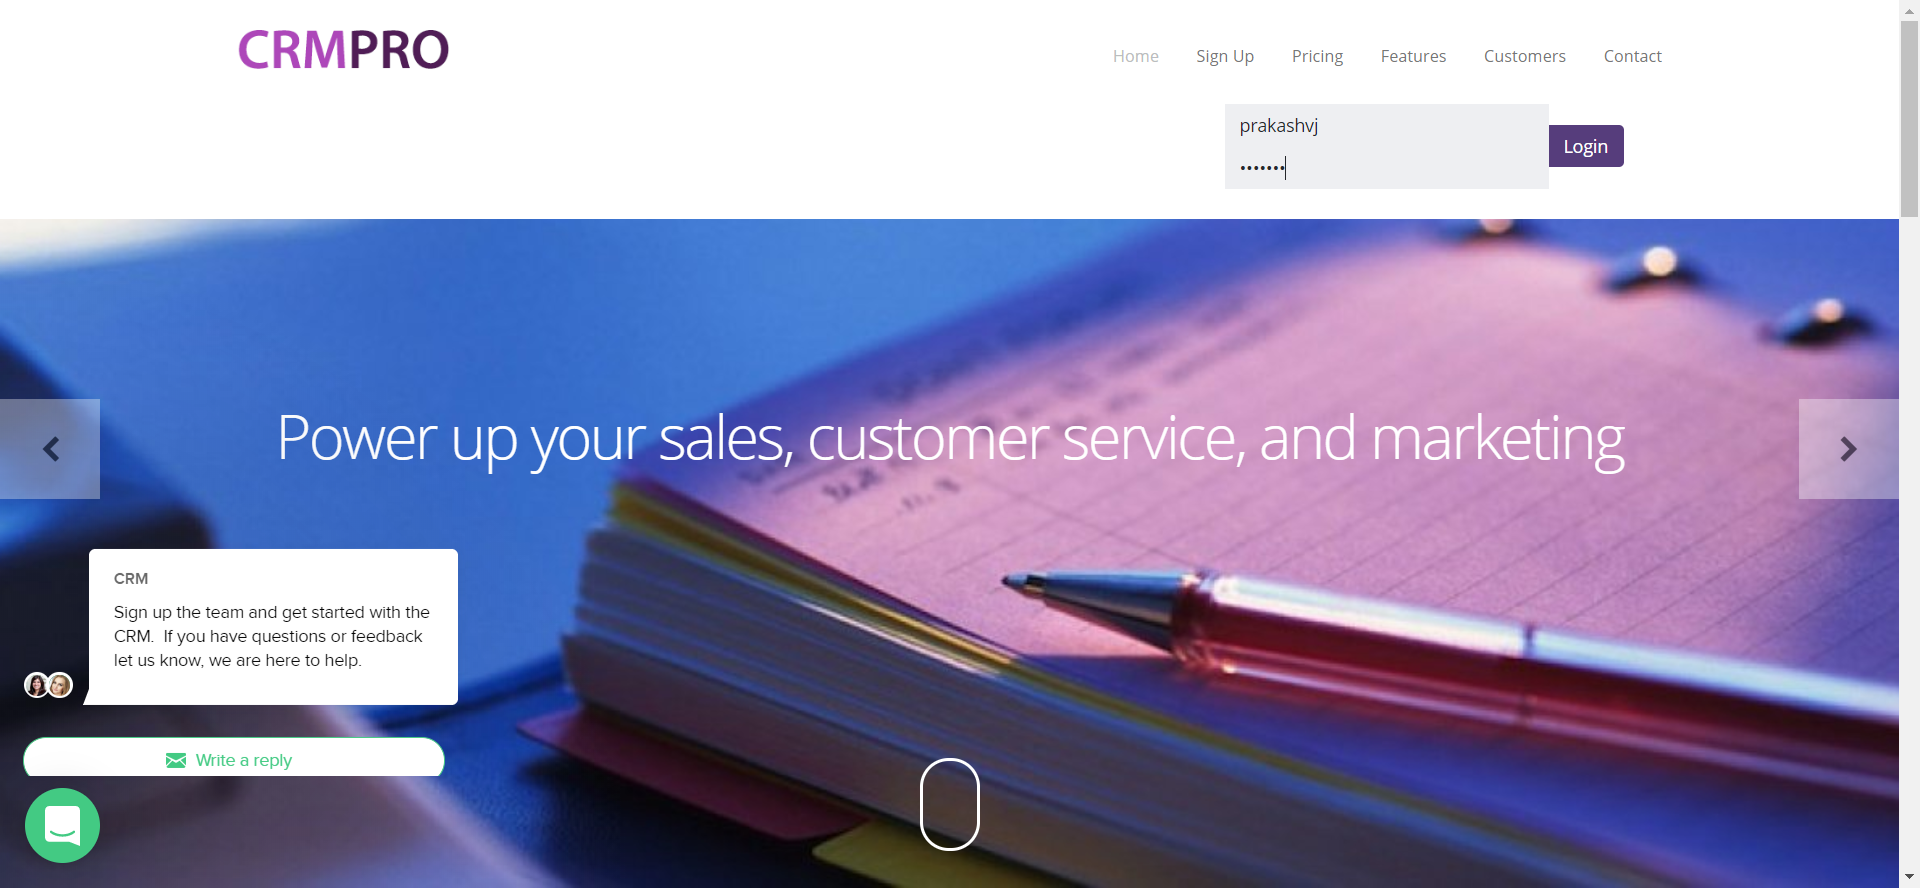 CRMPRO
Home Sign Up Pricing Features Customers Contact
prakashvj
•••••••
Login
Power up your sales, customer service, and marketing
CRM
Sign up the team and get started with the
CRM. If you have questions or feedback
let us know, we are here to help.
Write a reply